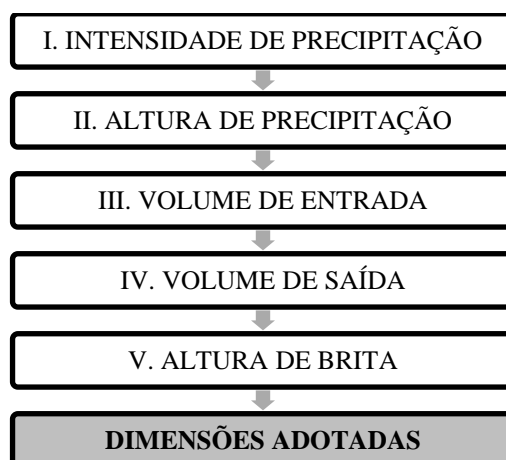 I. INTENSIDADE DE PRECIPITAÇÃO
II. ALTURA DE PRECIPITAÇÃO
III. VOLUME DE ENTRADA
IV. VOLUME DE SAÍDA
V. ALTURA DE BRITA
DIMENSÕES ADOTADAS